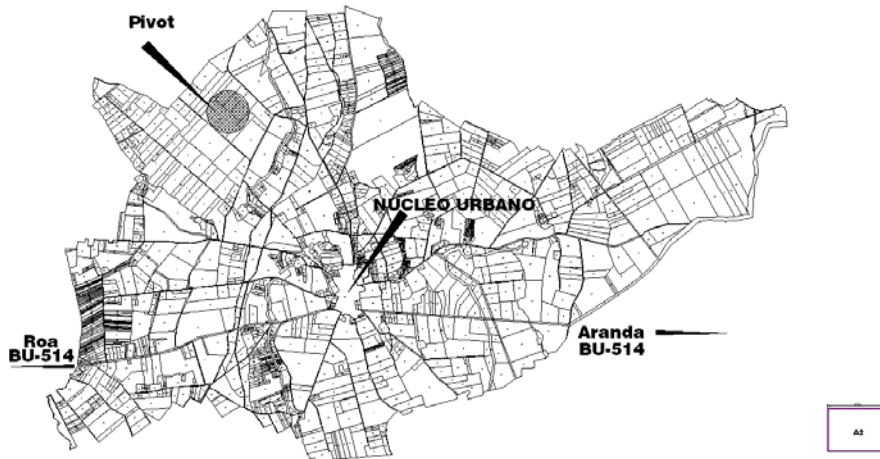 Pivot
NUCLEO URBANO
Roa
BU-514
Aranda
BU-514
A2